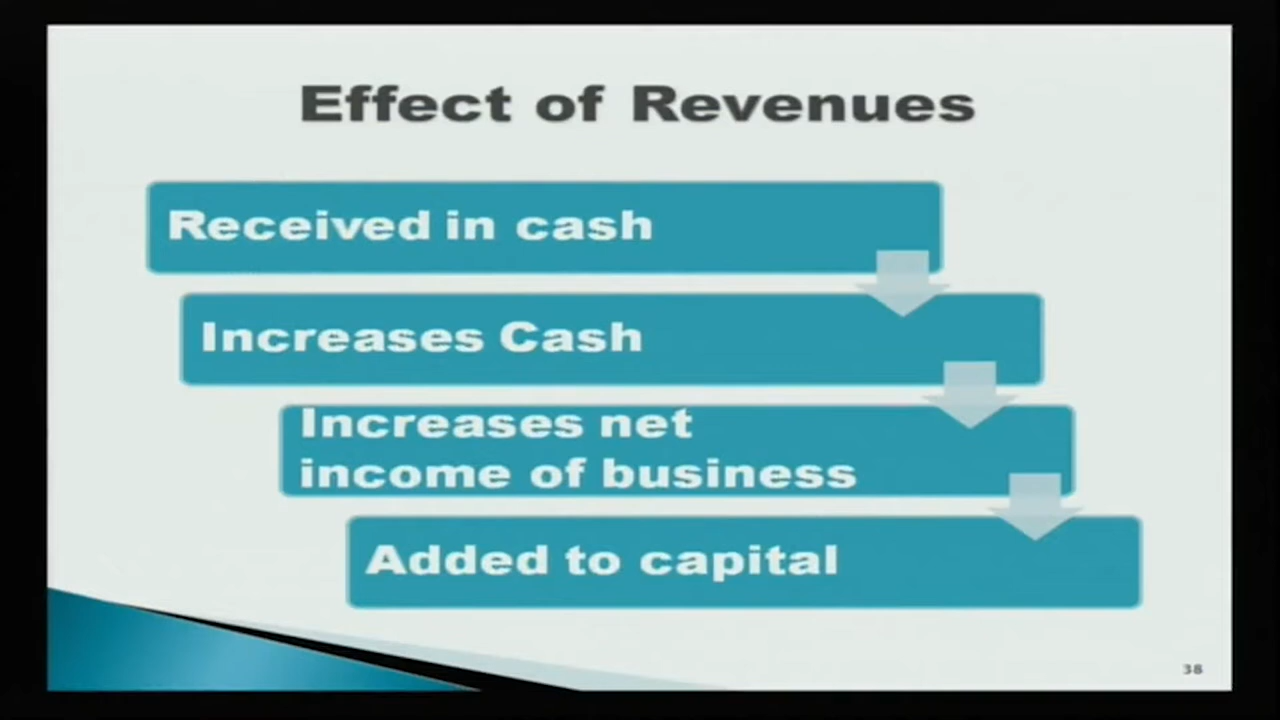 Effect of Revenues
Received in cash
Increases Cash
Increases net
income of business
Added to capital
38